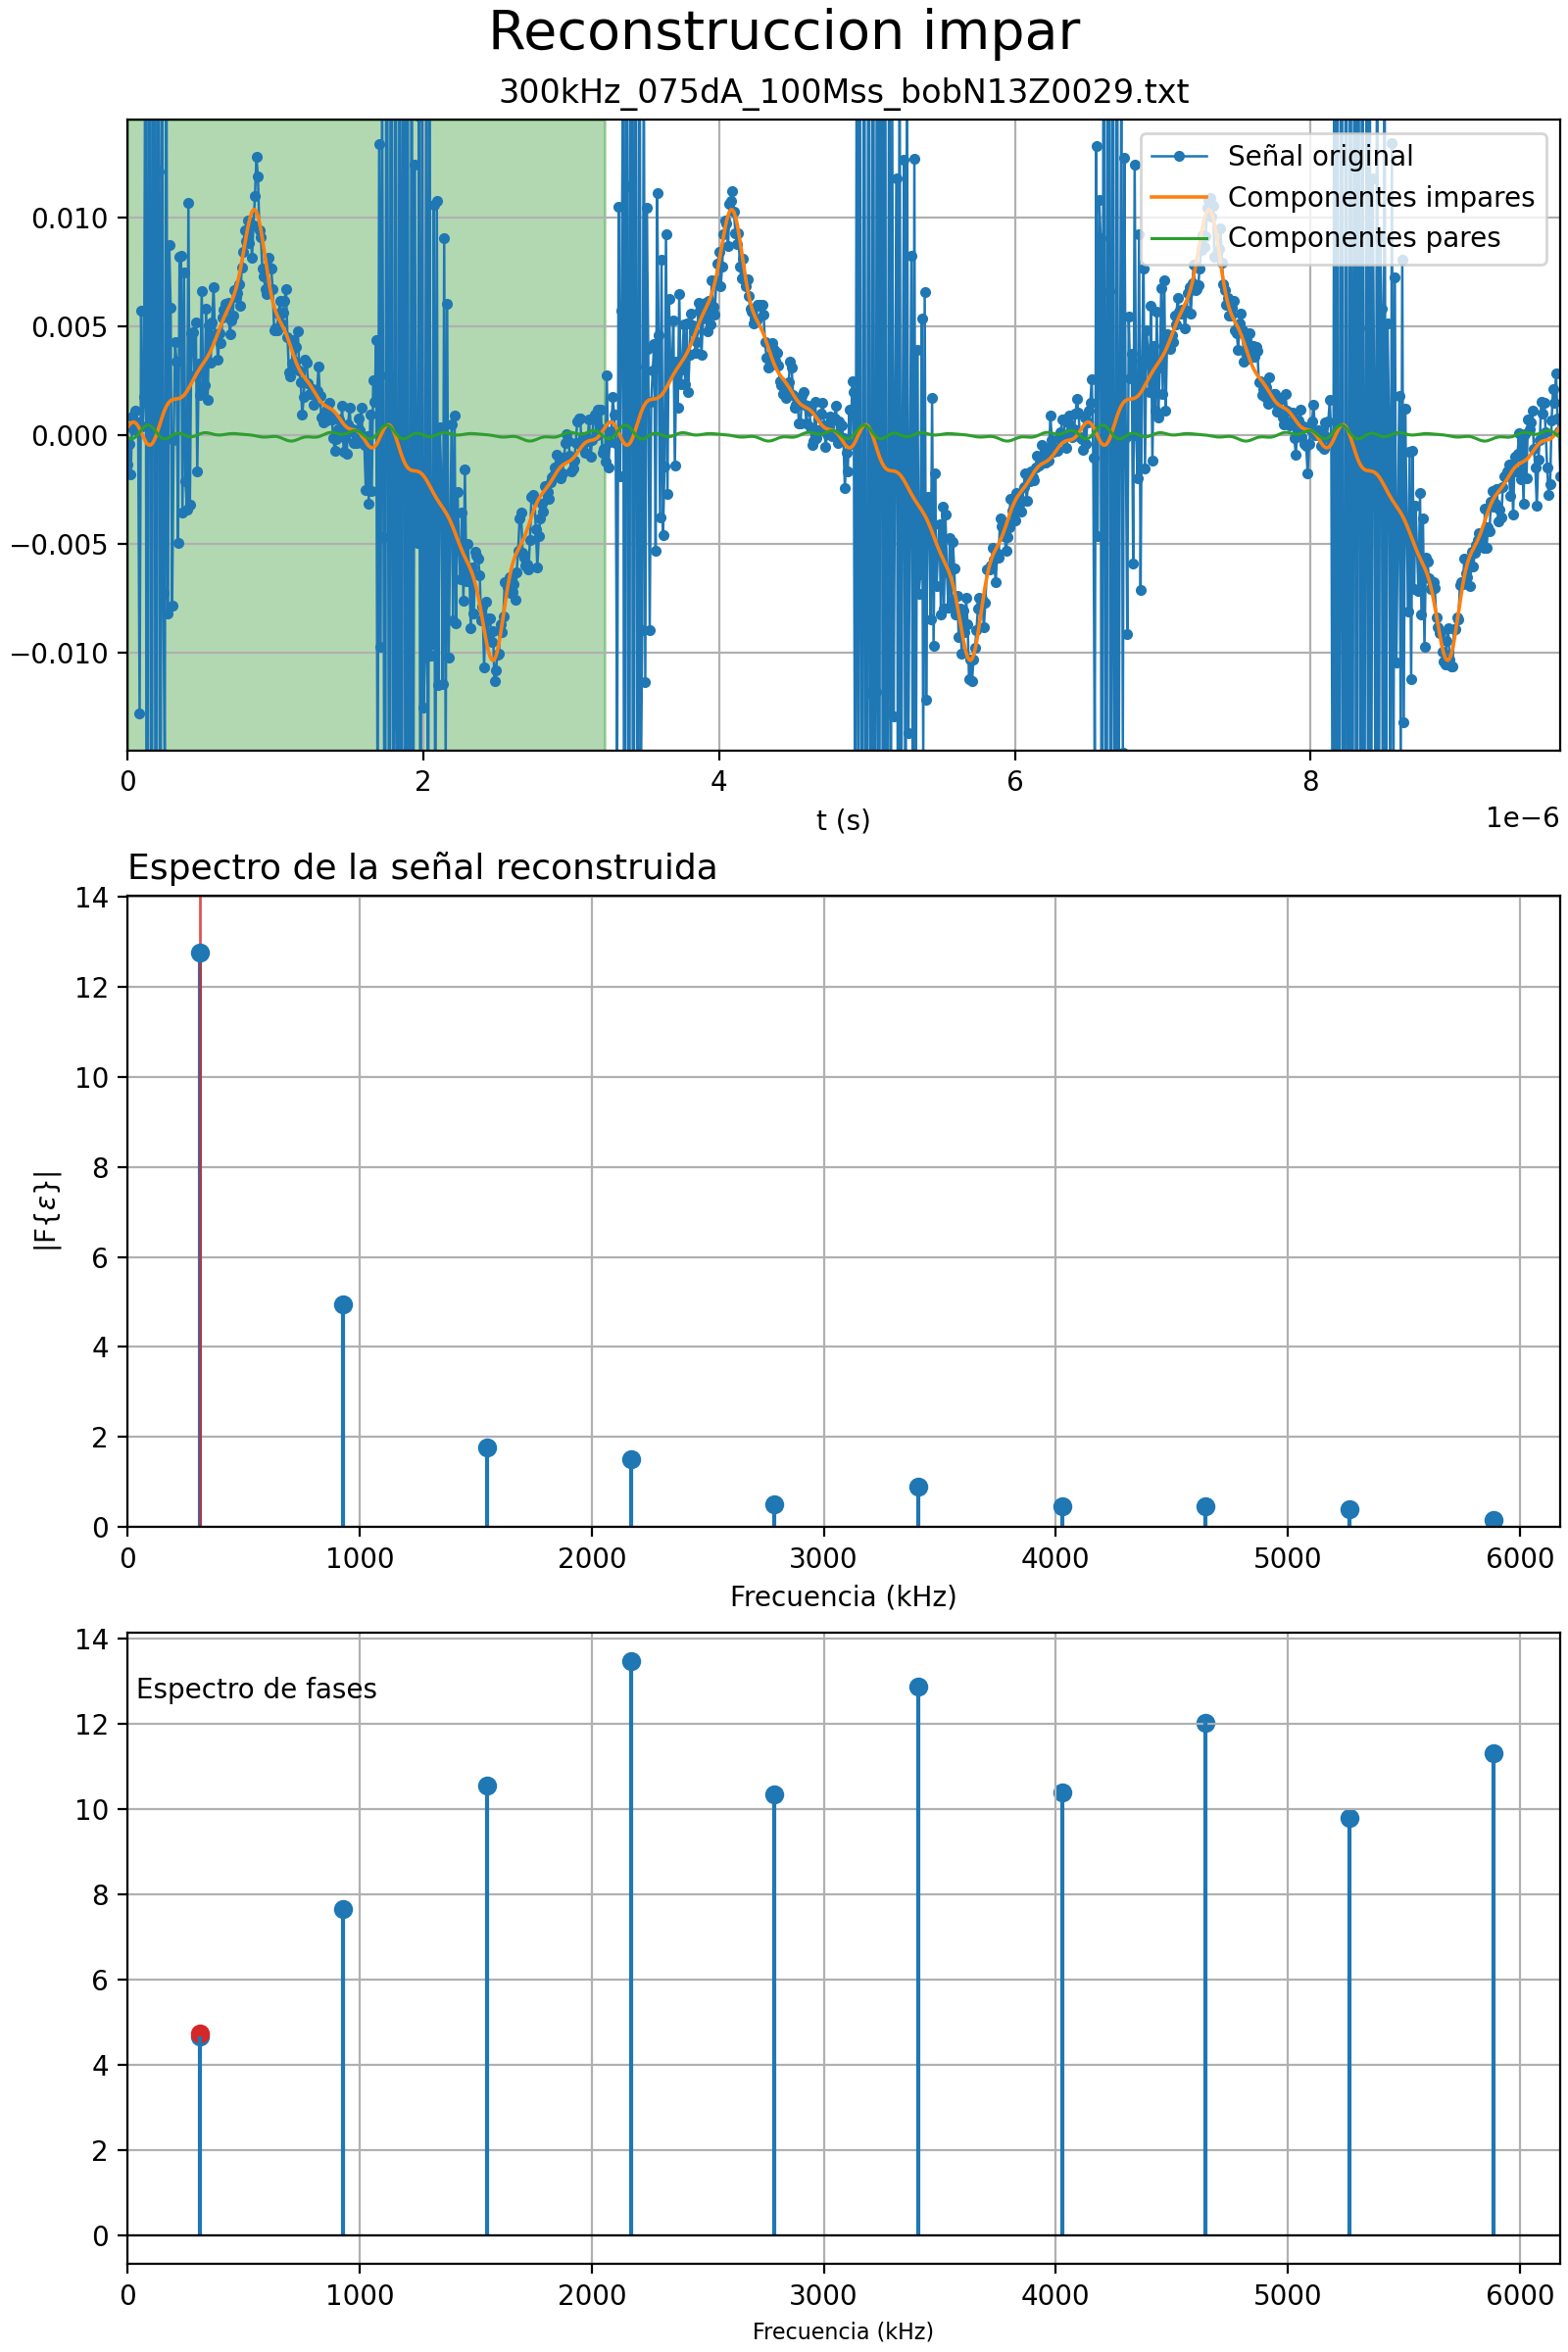 Reconstruccion impar
300kHz_075dA_100Mss_bobN13Z0029.txt
Señal original
Componentes impares
Componentes pares
0.010
0.005
0.000
−0.005
−0.010
0 2 4 6 8
t (s)
1e−6
Espectro de la señal reconstruida
14
12
10
8
6
4
2
0
|F{ε}|
0 1000 2000 3000 4000 5000 6000
Frecuencia (kHz)
Espectro de fases
14
12
10
8
6
4
2
0
0 1000 2000 3000 4000 5000 6000
Frecuencia (kHz)